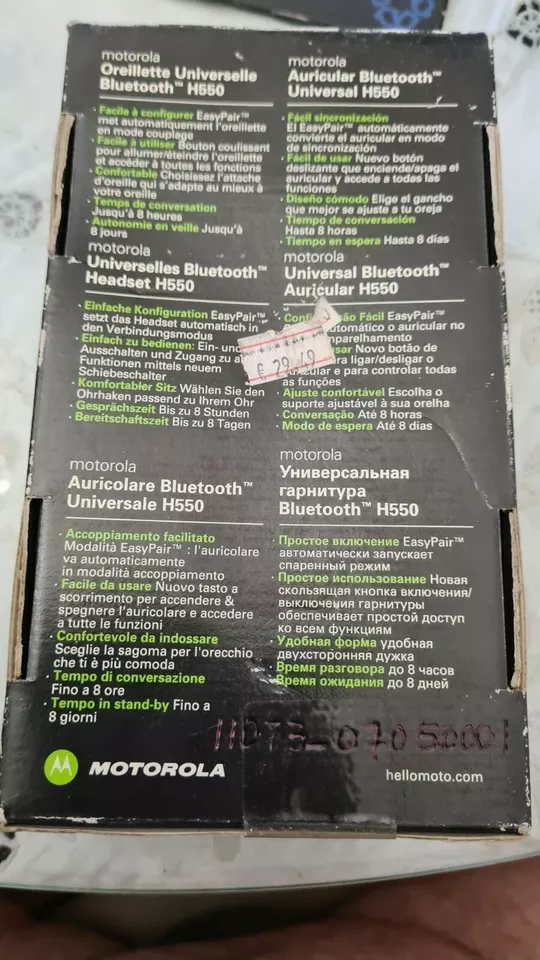 motorola
Oreillette Universelle
Bluetooth™ H550
· Facile à configurer EasyPair™
met automatiquement l'oreillette
en mode couplage
· Facile à utiliser Bouton coulissant
pour allumer/éteindre l'oreillette
et accéder à toutes les fonctions
· Confortable Choisissez l'attache
d'oreille qui s'adapte au mieux à
votre oreille
· Temps de conversation
Jusqu'à 8 heures
· Autonomie en veille Jusqu'à
8 jours
motorola
Auricular Bluetooth™
Universal H550
· Fácil sincronización
El EasyPair™ automáticamente
convierte el auricular en modo
de sincronización
· Fácil de usar Nuevo botón
deslizante que enciende/apaga el
auricular y accede a todas las
funciones
· Diseño cómodo Elige el gancho
que mejor se ajuste a tu oreja
· Tiempo de conversación
Hasta 8 horas
· Tiempo en espera Hasta 8 días
motorola
Universelles Bluetooth™
Headset H550
· Einfache Konfiguration EasyPair™
setzt das Headset automatisch in
den Verbindungsmodus
· Einfach zu bedienen: Ein- und
Ausschalten und Zugang zu
Funktionen mittels neuem
Schiebeschalter
· Komfortabler Sitz Wählen Sie den
Ohrhaken passend zu Ihrem Ohr
· Gesprächszeit Bis zu 8 Stunden
· Bereitschaftszeit Bis zu 8 Tagen
motorola
Universal Bluetooth™
Auricular H550
Fácil EasyPair™
automático o auricular no
Novo botão de
ligar/desligar o
e para controlar todas
as funções
· Ajuste confortável Escolha o
suporte ajustável à sua orelha
· Conversação Até 8 horas
· Modo de espera Até 8 dias
€ 29,49
motorola
Auricolare Bluetooth™
Universale H550
· Accoppiamento facilitato
Modalità EasyPair™ : l'auricolare
va automaticamente
in modalità accoppiamento
· Facile da usare Nuovo tasto a
scorrimento per accendere &
spegnere l'auricolare e accedere
a tutte le funzioni
· Confortevole da indossare
Sceglie la sagoma per l'orecchio
che ti è più comoda
· Tempo di conversazione
Fino a 8 ore
· Tempo in stand-by Fino a
8 giorni
motorola
Универсальная
гарнитура
Bluetooth™ H550
· Простое включение EasyPair™
автоматически запускает
спаренный режим
· Простое использование Новая
скользящая кнопка включения/
выключения гарнитуры
обеспечивает простой доступ
ко всем функциям
· Удобная форма удобная
двухсторонняя дужка
· Время разговора до 8 часов
· Время ожидания до 8 дней
MOTOROLA
hellomoto.com